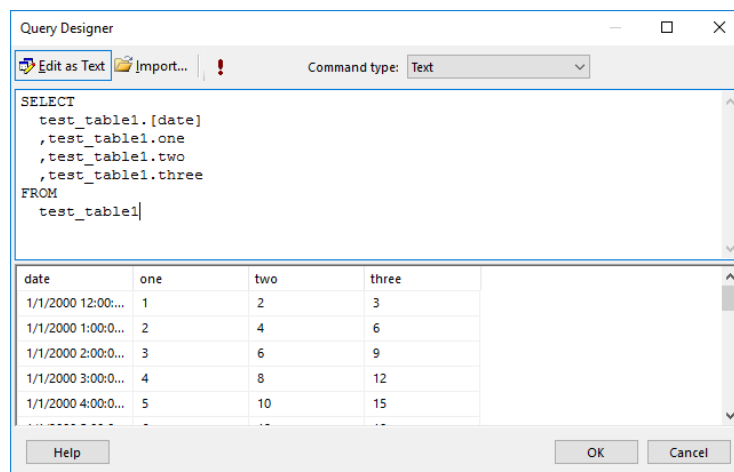 Query Designer
Edit as Text Import... ! Command type: Text
SELECT
test_table1.[date]
,test_table1.one
,test_table1.two
,test_table1.three
FROM
test_table1
date one two three
1/1/2000 12:00:... 1 2 3
1/1/2000 1:00:0... 2 4 6
1/1/2000 2:00:0... 3 6 9
1/1/2000 3:00:0... 4 8 12
1/1/2000 4:00:0... 5 10 15
Help OK Cancel